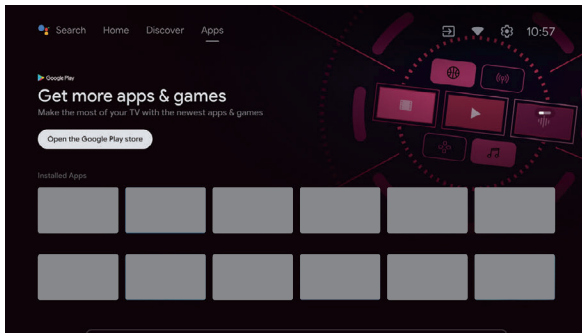 Search Home Discover Apps 10:57
Google Play
Get more apps & games
Make the most of your TV with the newest apps & games
Open the Google Play store
Installed Apps